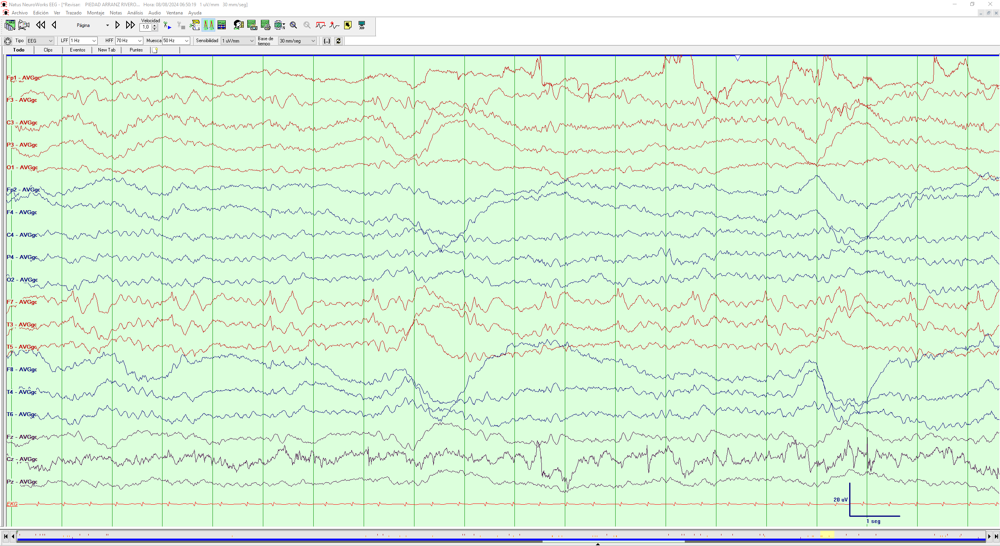 Natus NeuroWorks EEG - [*Revisar: PIEDAD ARRANZ RIVERO... Hora: 08/08/2024 06:50:19 1 uV/mm 30 mm/seg]
Archivo Edición Ver Trazado Montaje Notas Análisis Audio Ventana Ayuda
Página Velocidad 1,0
Tipo EEG LFF 1 Hz HFF 70 Hz Muesca 50 Hz Sensibilidad 1 uV/mm Base de tiempo 30 mm/seg {..}
Todo Clips Eventos New Tab Puntes
Fp1 - AVGgc
F3 - AVGgc
C3 - AVGgc
P3 - AVGgc
O1 - AVGgc
Fp2 - AVGgc
F4 - AVGgc
C4 - AVGgc
P4 - AVGgc
O2 - AVGgc
F7 - AVGgc
T3 - AVGgc
T5 - AVGgc
F8 - AVGgc
T4 - AVGgc
T6 - AVGgc
Fz - AVGgc
Cz - AVGgc
Pz - AVGgc
EKG
20 uV
1 seg